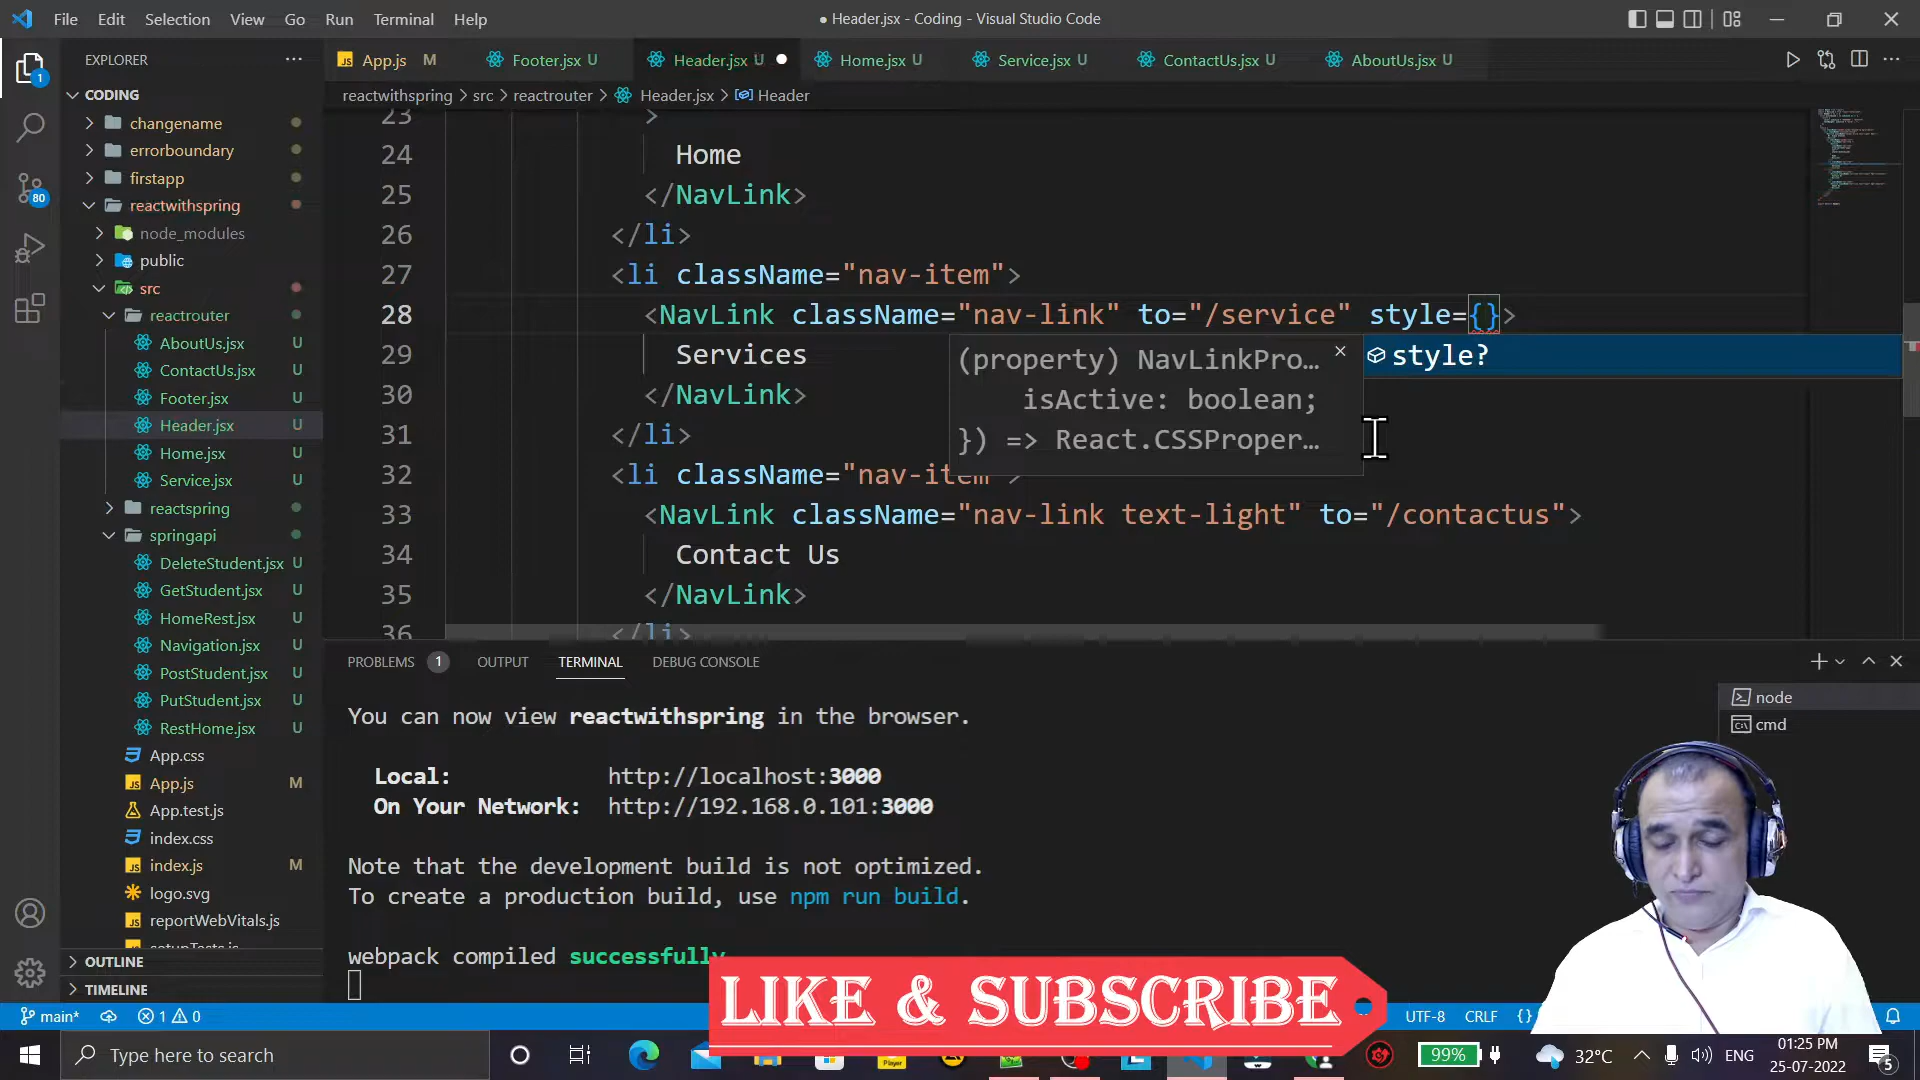 File Edit Selection View Go Run Terminal Help
● Header.jsx - Coding - Visual Studio Code
EXPLORER ···
App.js M
Footer.jsx U
Header.jsx U ●
Home.jsx U
Service.jsx U
ContactUs.jsx U
AboutUs.jsx U
reactwithspring > src > reactrouter > Header.jsx > Header
CODING
changename
errorboundary
firstapp
reactwithspring
node_modules
public
src
reactrouter
AboutUs.jsx U
ContactUs.jsx U
Footer.jsx U
Header.jsx U
Home.jsx U
Service.jsx U
reactspring
springapi
DeleteStudent.jsx U
GetStudent.jsx U
HomeRest.jsx U
Navigation.jsx U
PostStudent.jsx U
PutStudent.jsx U
RestHome.jsx U
App.css
App.js M
App.test.js
index.css
index.js M
logo.svg
reportWebVitals.js
setupTests.js
OUTLINE
TIMELINE
1
80
23 >
24 Home
25 </NavLink>
26 </li>
27 <li className="nav-item">
28 <NavLink className="nav-link" to="/service" style={}>
29 Services
30 </NavLink>
31 </li>
32 <li className="nav-item">
33 <NavLink className="nav-link text-light" to="/contactus">
34 Contact Us
35 </NavLink>
36 </li>
(property) NavLinkPro…
isActive: boolean;
}) => React.CSSProper…
style?
PROBLEMS 1 OUTPUT TERMINAL DEBUG CONSOLE
node
cmd
You can now view reactwithspring in the browser.
Local: http://localhost:3000
On Your Network: http://192.168.0.101:3000
Note that the development build is not optimized.
To create a production build, use npm run build.
webpack compiled successfully
LIKE & SUBSCRIBE
main* 1 0
UTF-8 CRLF {}
Type here to search
99%
32°C
ENG
01:25 PM
25-07-2022
5